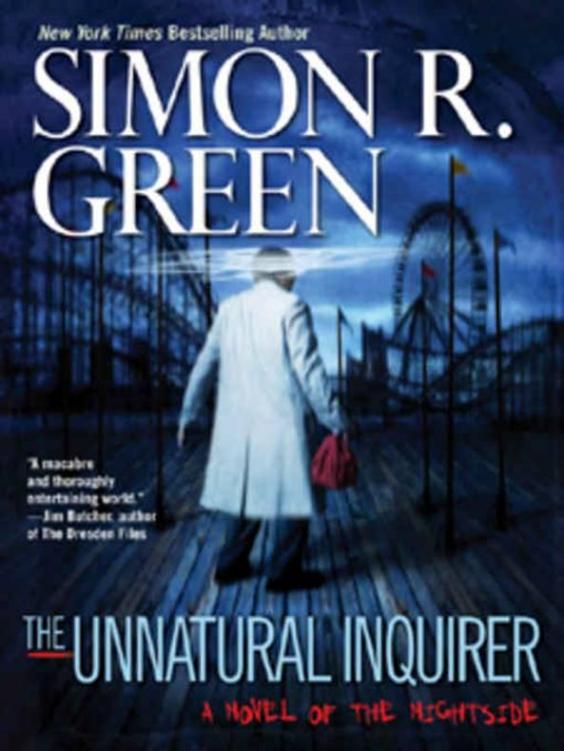 New York Times Bestselling Author
SIMON R.
GREEN
"A macabre
and thoroughly
entertaining world."
—Jim Butcher, author
of The Dresden Files
THE UNNATURAL INQUIRER
A NOVEL OF THE NIGHTSIDE